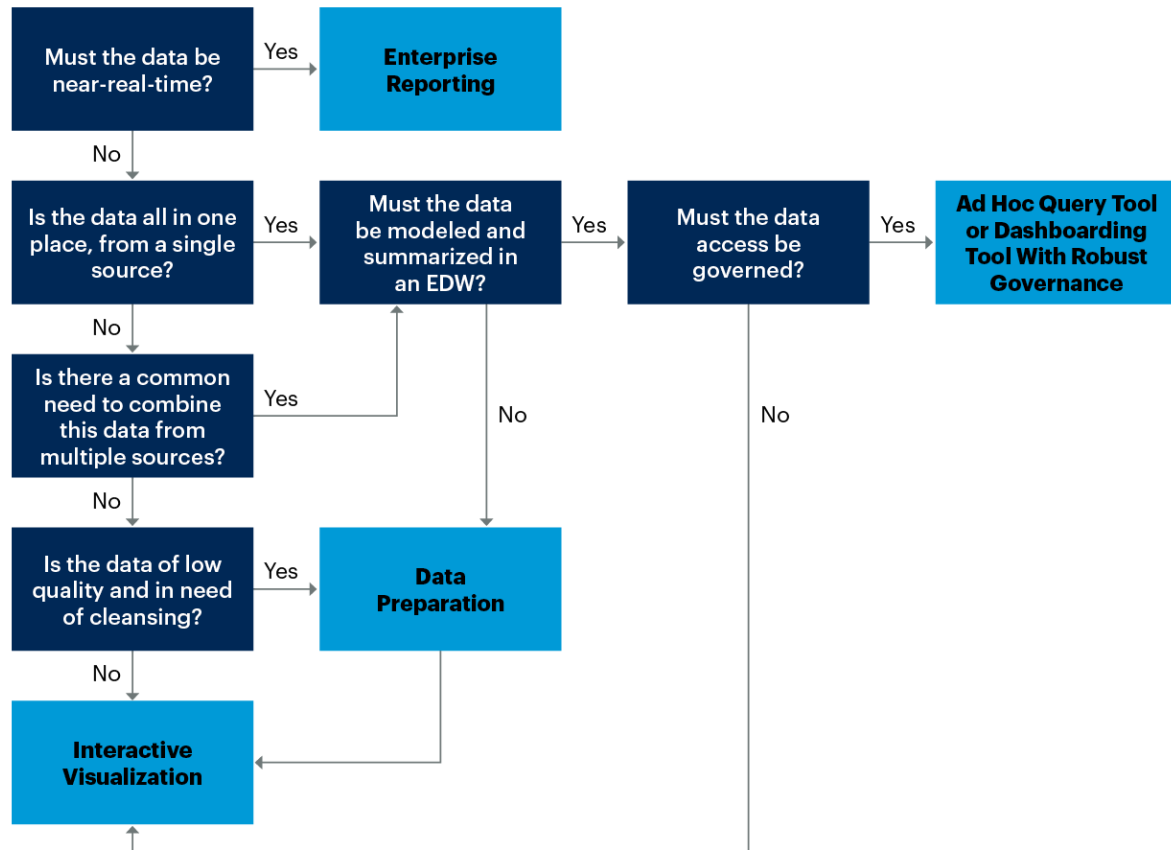 Must the data be
near-real-time?
Yes
Enterprise
Reporting
No
Is the data all in one
place, from a single
source?
Yes
Must the data
be modeled and
summarized in
an EDW?
Yes
Must the data
access be
governed?
Yes
Ad Hoc Query Tool
or Dashboarding
Tool With Robust
Governance
No
Is there a common
need to combine
this data from
multiple sources?
Yes
No
No
No
Is the data of low
quality and in need
of cleansing?
Yes
Data
Preparation
No
Interactive
Visualization